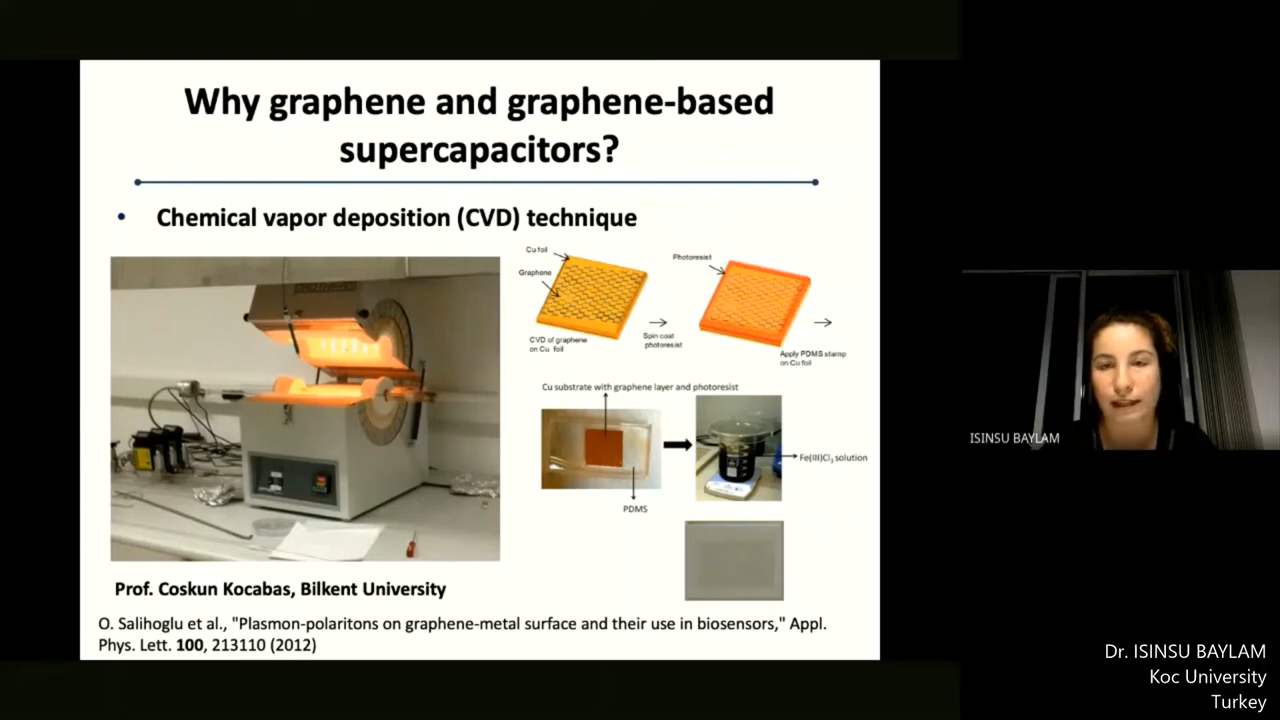 Why graphene and graphene-based
supercapacitors?
• Chemical vapor deposition (CVD) technique
Cu foil
Graphene
CVD of graphene
on Cu foil
Spin coat
photoresist
Photoresist
Apply PDMS stamp
on Cu foil
Cu substrate with graphene layer and photoresist
Fe(III)Cl₃ solution
PDMS
Prof. Coskun Kocabas, Bilkent University
O. Salihoglu et al., "Plasmon-polaritons on graphene-metal surface and their use in biosensors," Appl.
Phys. Lett. 100, 213110 (2012)
ISINSU BAYLAM
Dr. ISINSU BAYLAM
Koc University
Turkey